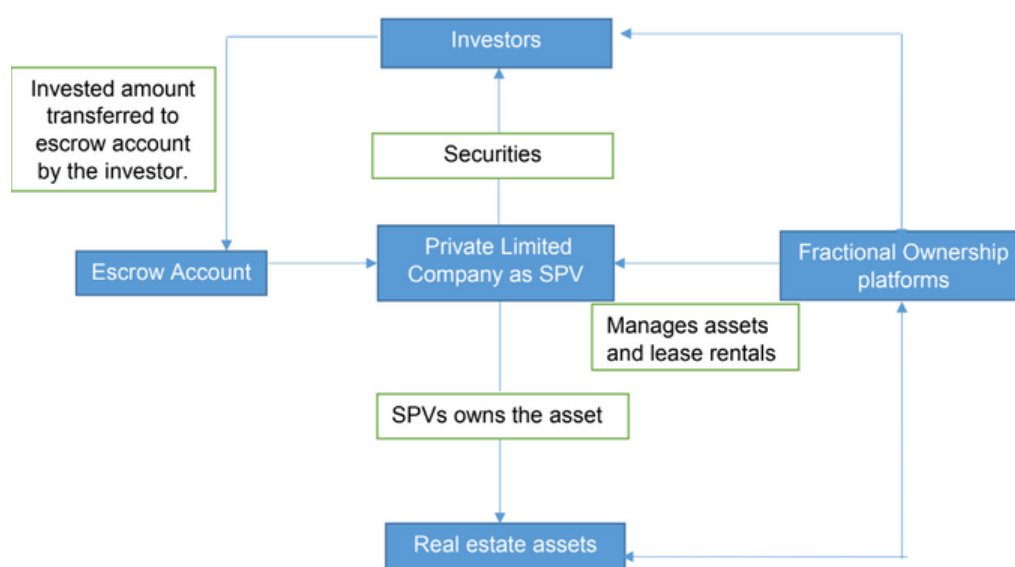 Investors
Invested amount
transferred to
escrow account
by the investor.
Securities
Escrow Account
Private Limited
Company as SPV
Fractional Ownership
platforms
Manages assets
and lease rentals
SPVs owns the asset
Real estate assets